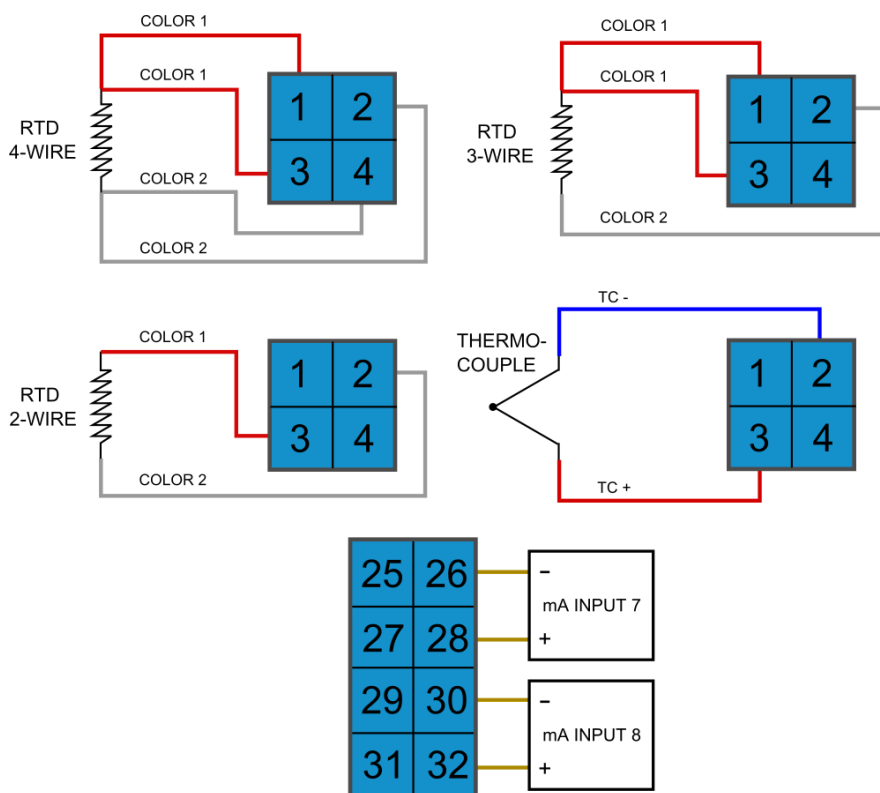 COLOR 1
COLOR 1
RTD
4-WIRE
1 2
3 4
COLOR 2
COLOR 2
COLOR 1
COLOR 1
RTD
3-WIRE
1 2
3 4
COLOR 2
COLOR 1
RTD
2-WIRE
1 2
3 4
COLOR 2
TC -
THERMO-
COUPLE
1 2
3 4
TC +
25 26
27 28
29 30
31 32
-
mA INPUT 7
+
-
mA INPUT 8
+